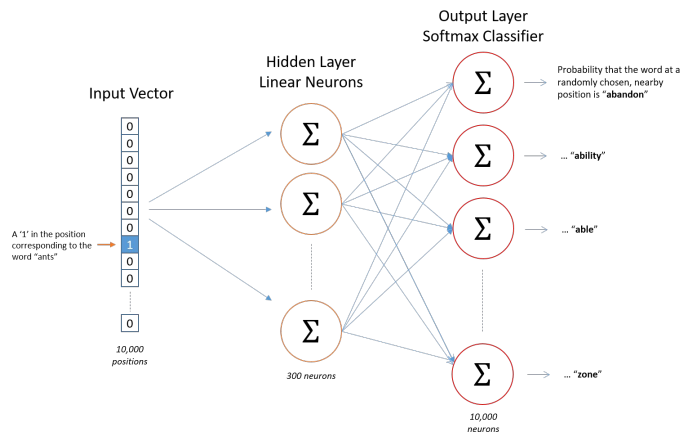 Output Layer
Softmax Classifier
Hidden Layer
Linear Neurons
Input Vector
0
0
0
0
0
0
0
1
0
0
0
A ‘1’ in the position
corresponding to the
word “ants”
10,000
positions
Σ
Σ
Σ
300 neurons
Σ
Σ
Σ
Σ
10,000
neurons
Probability that the word at a
randomly chosen, nearby
position is “abandon”
... “ability”
... “able”
... “zone”